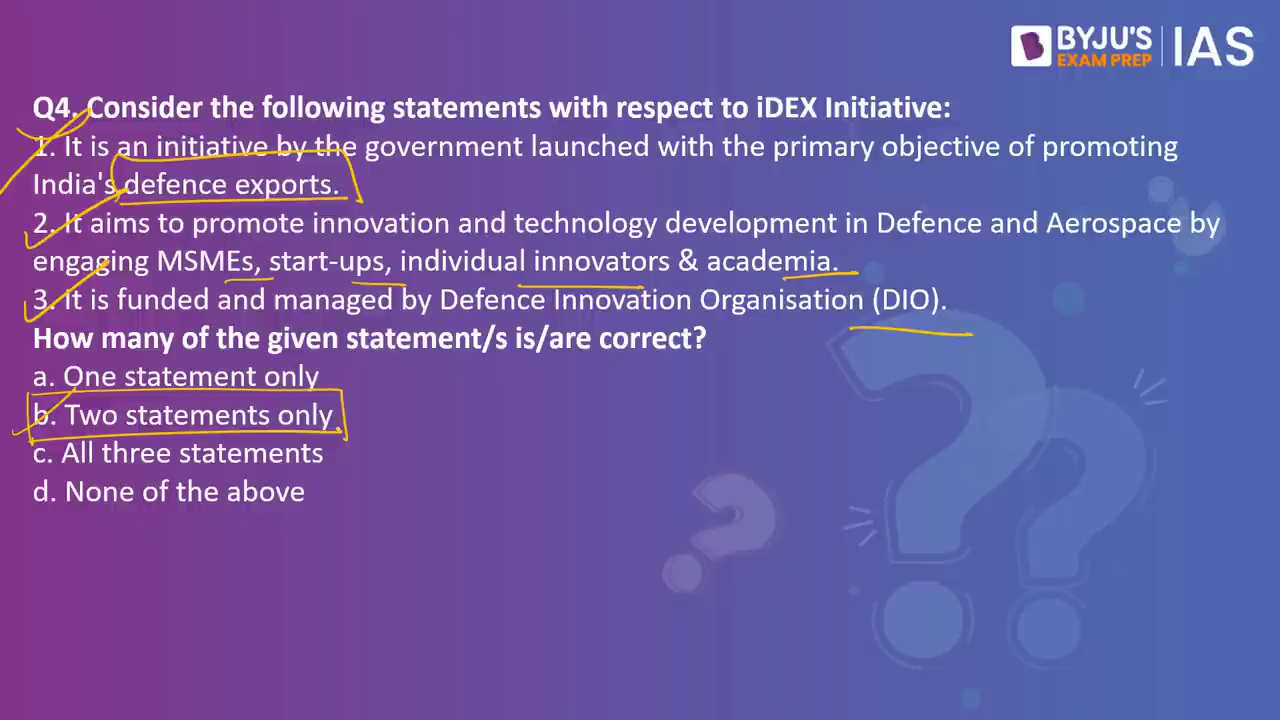 BYJU'S
EXAM PREP
IAS
Q4. Consider the following statements with respect to iDEX Initiative:
1. It is an initiative by the government launched with the primary objective of promoting
India's defence exports.
2. It aims to promote innovation and technology development in Defence and Aerospace by
engaging MSMEs, start-ups, individual innovators & academia.
3. It is funded and managed by Defence Innovation Organisation (DIO).
How many of the given statement/s is/are correct?
a. One statement only
b. Two statements only
c. All three statements
d. None of the above